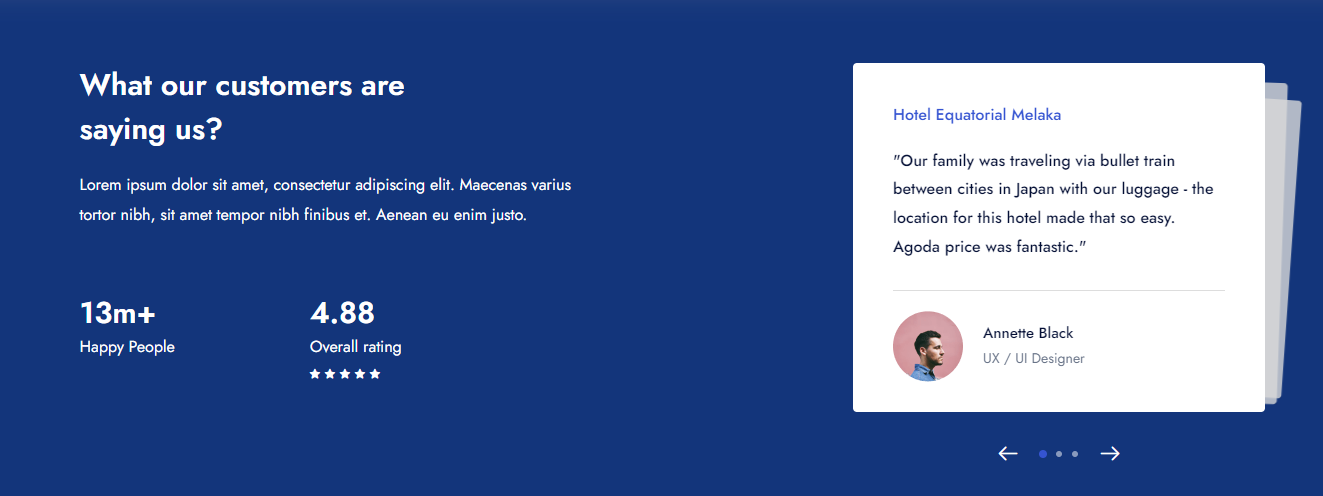 What our customers are
saying us?
Lorem ipsum dolor sit amet, consectetur adipiscing elit. Maecenas varius
tortor nibh, sit amet tempor nibh finibus et. Aenean eu enim justo.
13m+
Happy People
4.88
Overall rating
Hotel Equatorial Melaka
"Our family was traveling via bullet train
between cities in Japan with our luggage - the
location for this hotel made that so easy.
Agoda price was fantastic."
Annette Black
UX / UI Designer